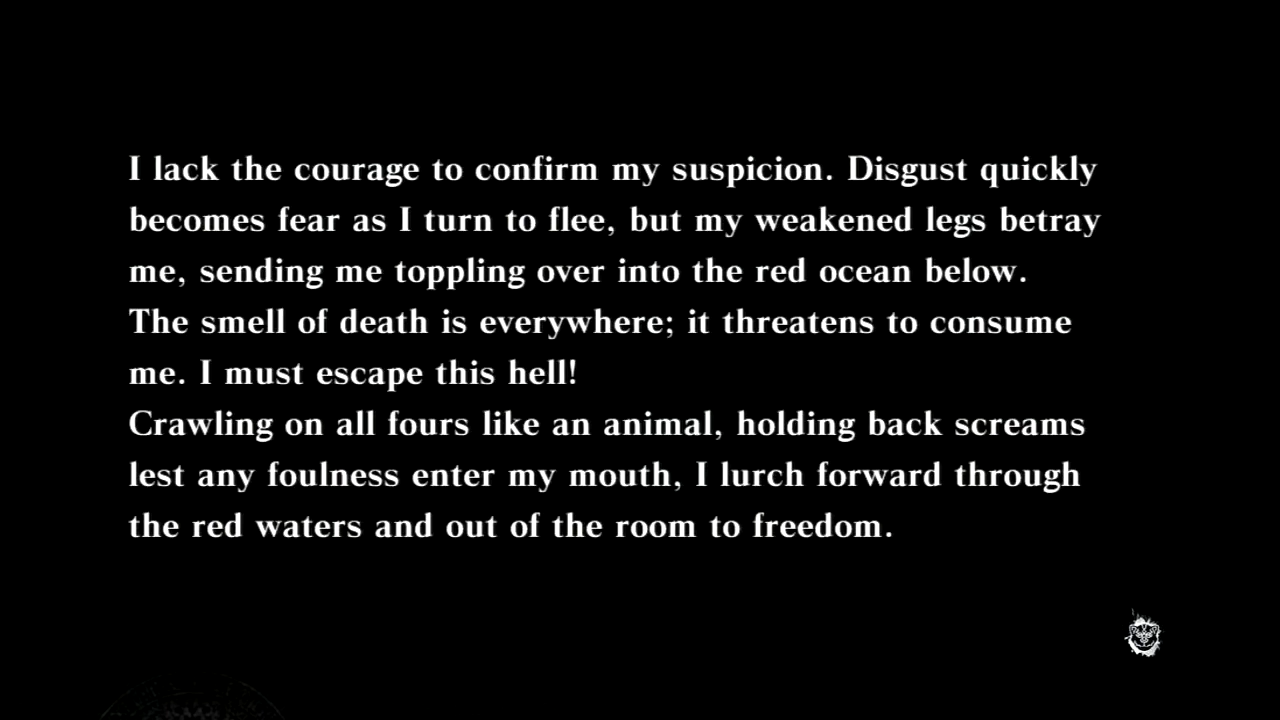 I lack the courage to confirm my suspicion. Disgust quickly
becomes fear as I turn to flee, but my weakened legs betray
me, sending me toppling over into the red ocean below.
The smell of death is everywhere; it threatens to consume
me. I must escape this hell!
Crawling on all fours like an animal, holding back screams
lest any foulness enter my mouth, I lurch forward through
the red waters and out of the room to freedom.